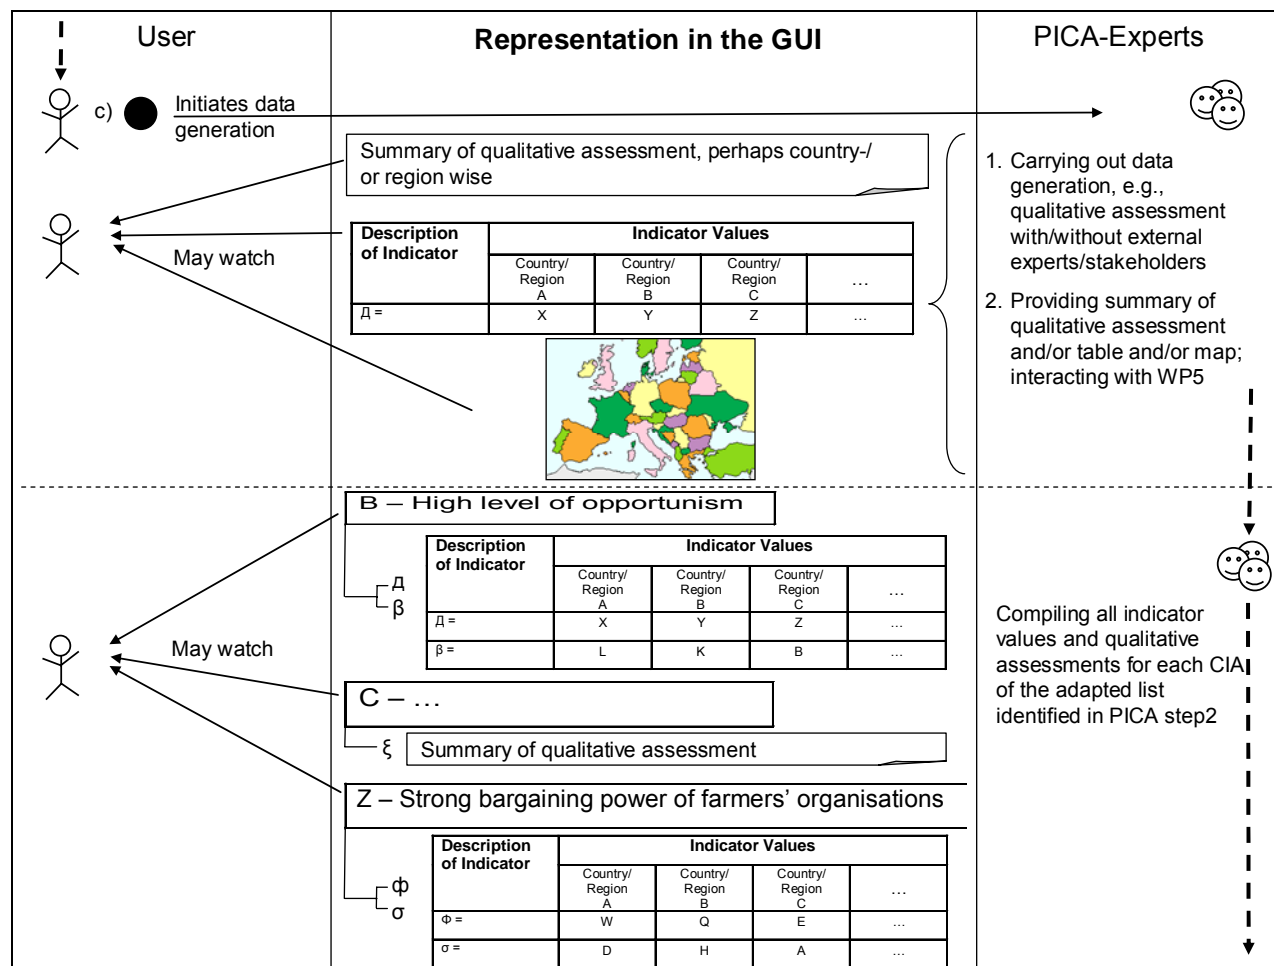 User
Representation in the GUI
PICA-Experts
c)
Initiates data
generation
Summary of qualitative assessment, perhaps country-/
or region wise
May watch
Description
of Indicator
Indicator Values
Country/
Region
A
Country/
Region
B
Country/
Region
C
…
Д =
X
Y
Z
…
1. Carrying out data
generation, e.g.,
qualitative assessment
with/without external
experts/stakeholders
2. Providing summary of
qualitative assessment
and/or table and/or map;
interacting with WP5
B – High level of opportunism
Д
β
Description
of Indicator
Indicator Values
Country/
Region
A
Country/
Region
B
Country/
Region
C
…
Д =
X
Y
Z
…
β =
L
K
B
…
May watch
C – …
ξ
Summary of qualitative assessment
Z – Strong bargaining power of farmers’ organisations
ф
σ
Description
of Indicator
Indicator Values
Country/
Region
A
Country/
Region
B
Country/
Region
C
…
Ф =
W
Q
E
…
σ =
D
H
A
…
Compiling all indicator
values and qualitative
assessments for each CIA
of the adapted list
identified in PICA step2